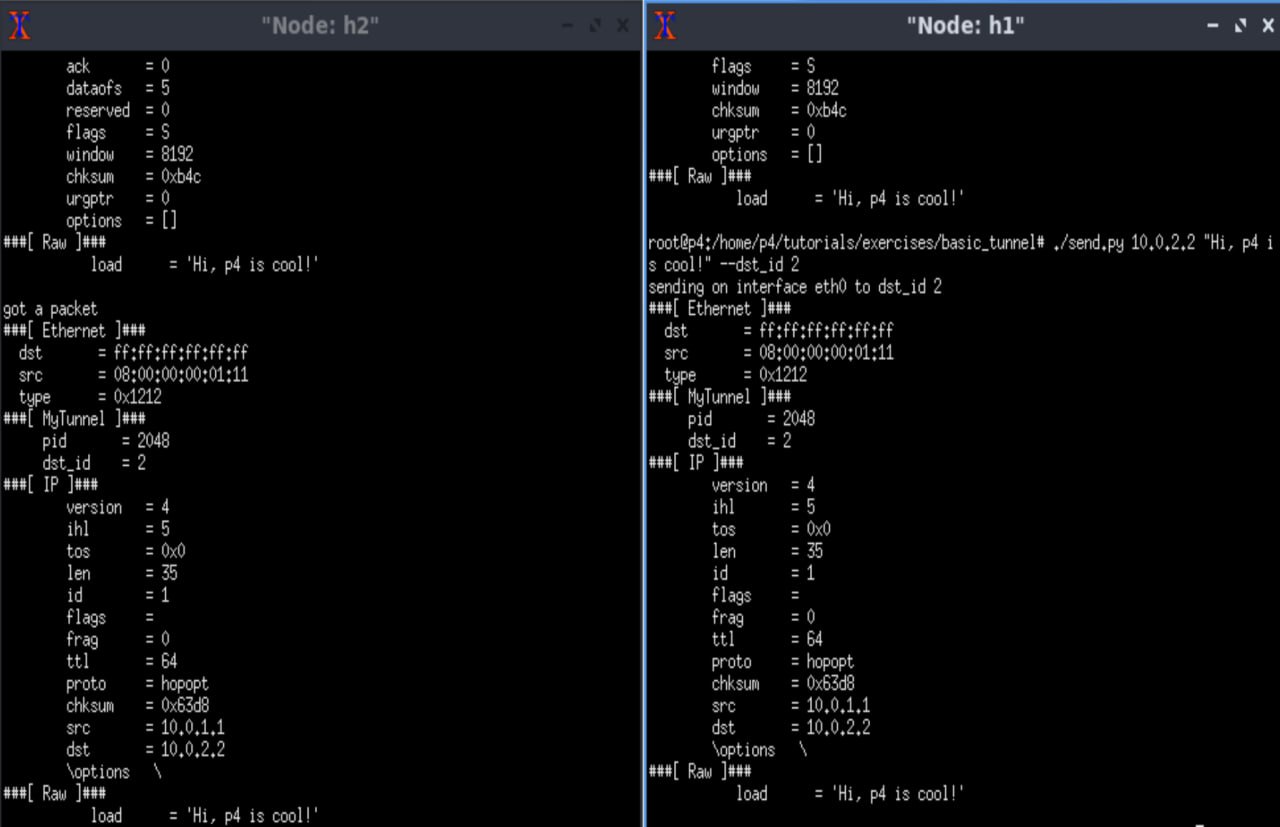 "Node: h2"
ack = 0
dataofs = 5
reserved = 0
flags = S
window = 8192
chksum = 0xb4c
urgptr = 0
options = []
###[ Raw ]###
load = 'Hi, p4 is cool!'
got a packet
###[ Ethernet ]###
dst = ff:ff:ff:ff:ff:ff
src = 08:00:00:00:01:11
type = 0x1212
###[ MyTunnel ]###
pid = 2048
dst_id = 2
###[ IP ]###
version = 4
ihl = 5
tos = 0x0
len = 35
id = 1
flags =
frag = 0
ttl = 64
proto = hopopt
chksum = 0x63d8
src = 10.0.1.1
dst = 10.0.2.2
\options \
###[ Raw ]###
load = 'Hi, p4 is cool!'
"Node: h1"
flags = S
window = 8192
chksum = 0xb4c
urgptr = 0
options = []
###[ Raw ]###
load = 'Hi, p4 is cool!'
root@p4:/home/p4/tutorials/exercises/basic_tunnel# ./send.py 10.0.2.2 "Hi, p4 i
s cool!" --dst_id 2
sending on interface eth0 to dst_id 2
###[ Ethernet ]###
dst = ff:ff:ff:ff:ff:ff
src = 08:00:00:00:01:11
type = 0x1212
###[ MyTunnel ]###
pid = 2048
dst_id = 2
###[ IP ]###
version = 4
ihl = 5
tos = 0x0
len = 35
id = 1
flags =
frag = 0
ttl = 64
proto = hopopt
chksum = 0x63d8
src = 10.0.1.1
dst = 10.0.2.2
\options \
###[ Raw ]###
load = 'Hi, p4 is cool!'